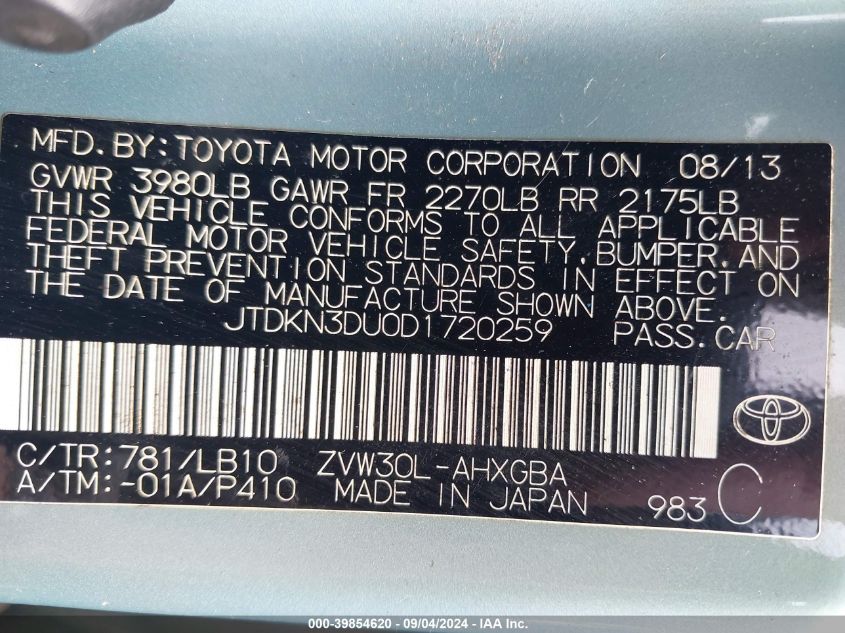 MFD. BY: TOYOTA MOTOR CORPORATION 08/13
GVWR 3980LB GAWR FR 2270LB RR 2175LB
THIS VEHICLE CONFORMS TO ALL APPLICABLE
FEDERAL MOTOR VEHICLE SAFETY, BUMPER, AND
THEFT PREVENTION STANDARDS IN EFFECT ON
THE DATE OF MANUFACTURE SHOWN ABOVE.
JTDKN3DU0D1720259 PASS. CAR
C/TR: 781/LB10 ZVW30L-AHXGBA
A/TM: -01A/P410 MADE IN JAPAN 983 C
000-39854620 - 09/04/2024 - IAA Inc.